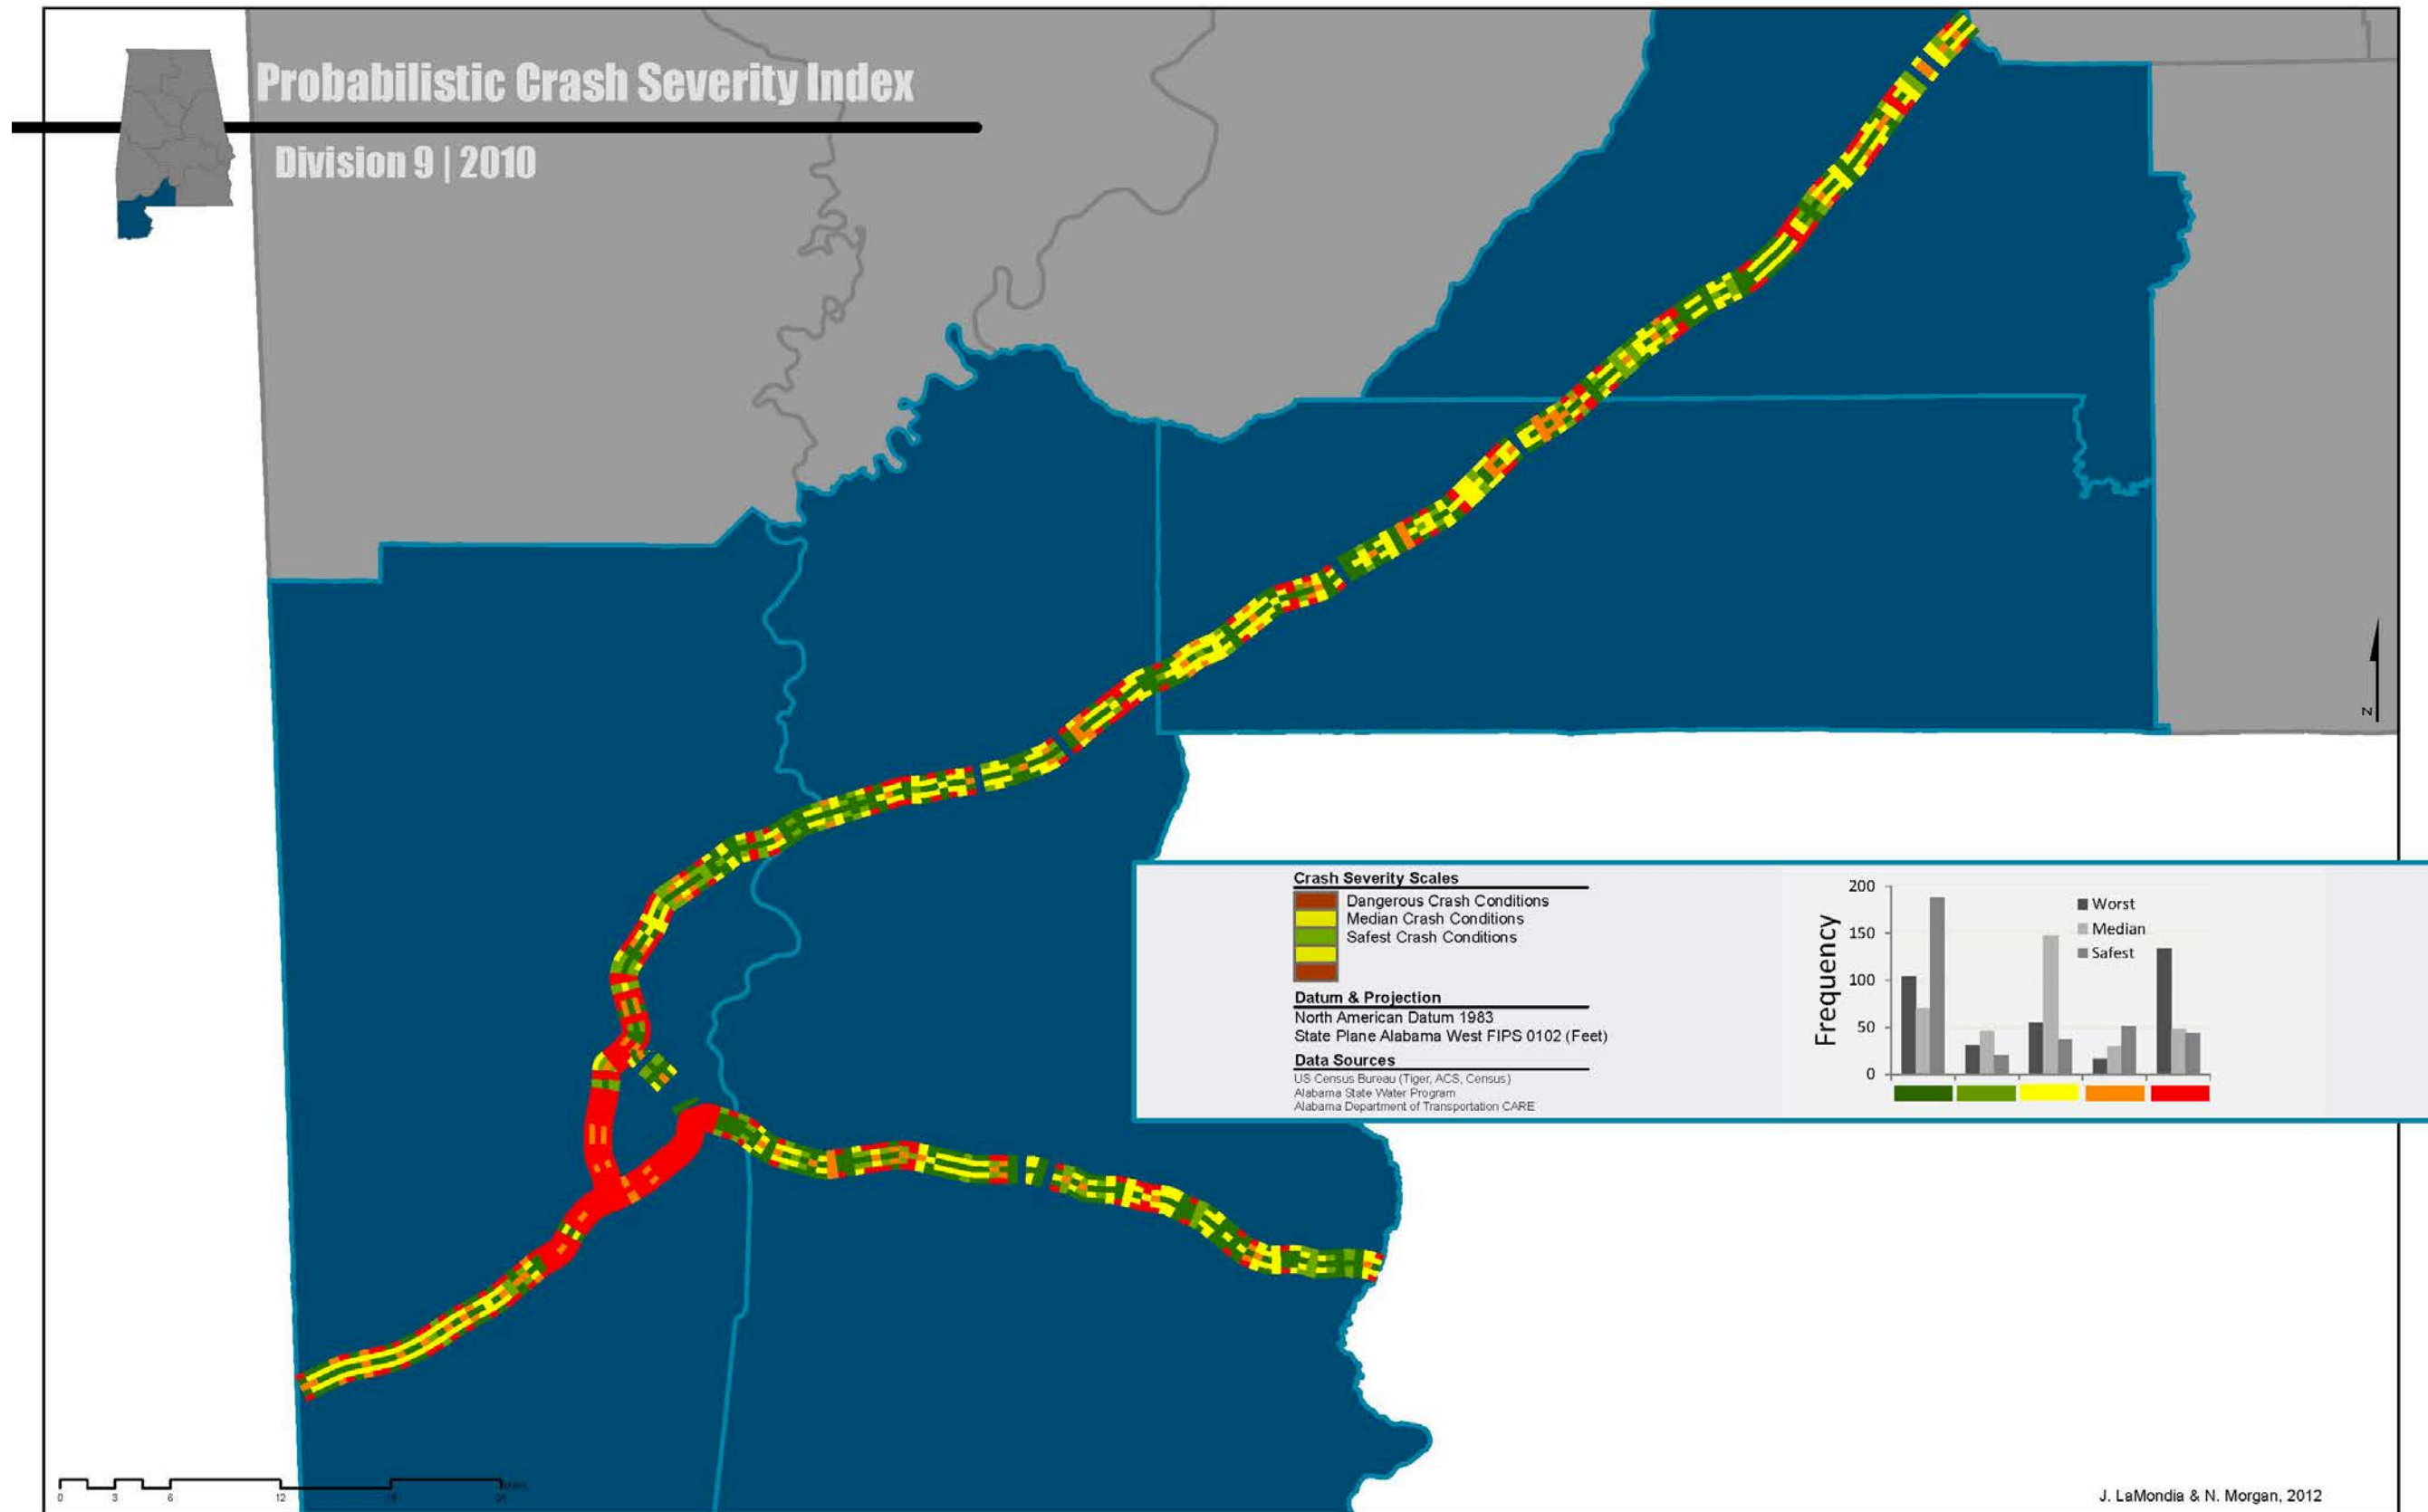 Probabilistic Crash Severity Index
Division 9 | 2010
N
Crash Severity Scales
Dangerous Crash Conditions
Median Crash Conditions
Safest Crash Conditions
Datum & Projection
North American Datum 1983
State Plane Alabama West FIPS 0102 (Feet)
Data Sources
US Census Bureau (Tiger, ACS, Census)
Alabama State Water Program
Alabama Department of Transportation CARE
Frequency
200
150
100
50
0
Worst
Median
Safest
0 3 6 12 18 24
Miles
J. LaMondia & N. Morgan, 2012